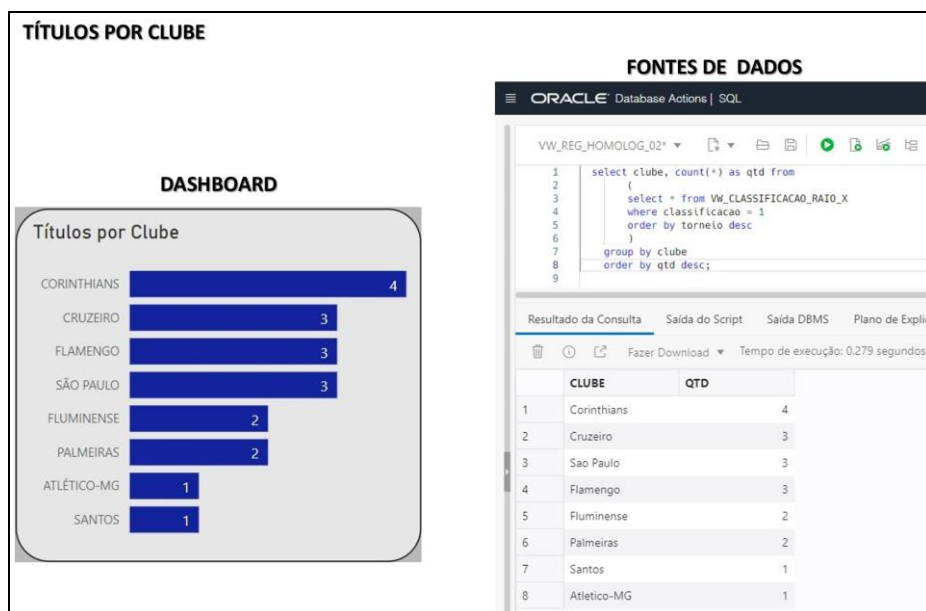 TÍTULOS POR CLUBE
DASHBOARD
Títulos por Clube
CORINTHIANS 4
CRUZEIRO 3
FLAMENGO 3
SÃO PAULO 3
FLUMINENSE 2
PALMEIRAS 2
ATLÉTICO-MG 1
SANTOS 1
FONTES DE DADOS
ORACLE Database Actions | SQL
VW_REG_HOMOLOG_02*
1 select clube, count(*) as qtd from
2 (
3 select * from VW_CLASSIFICACAO_RAIO_X
4 where classificacao = 1
5 order by torneio desc
6 )
7 group by clube
8 order by qtd desc;
9
Resultado da Consulta Saída do Script Saída DBMS Plano de Explic
Fazer Download Tempo de execução: 0.279 segundos
CLUBE QTD
1 Corinthians 4
2 Cruzeiro 3
3 Sao Paulo 3
4 Flamengo 3
5 Fluminense 2
6 Palmeiras 2
7 Santos 1
8 Atletico-MG 1